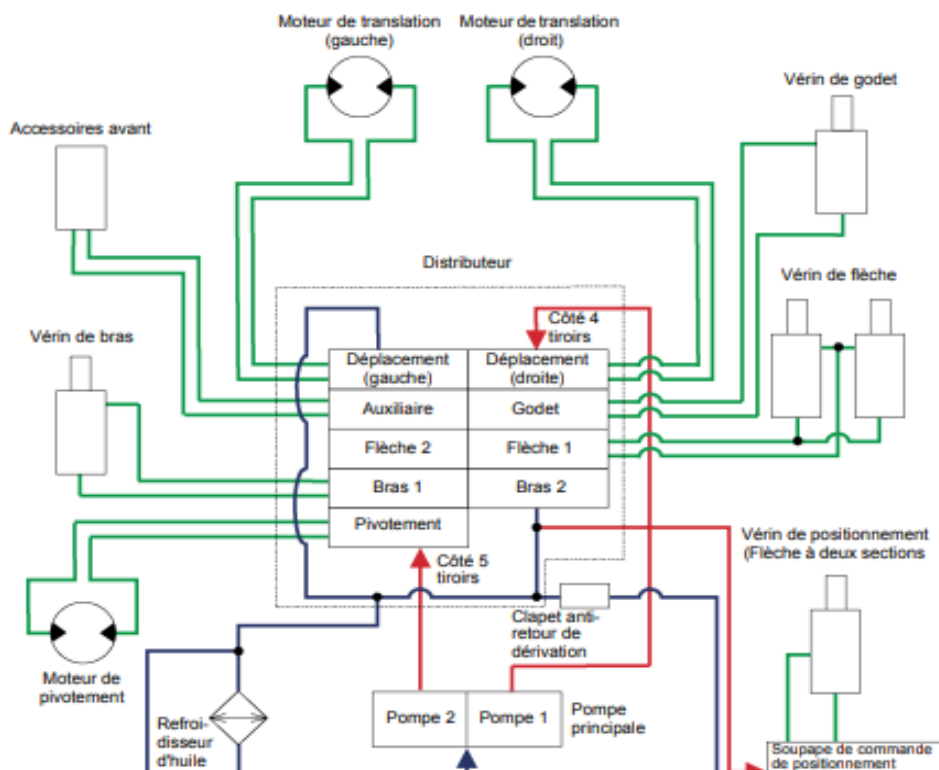 Moteur de translation
(gauche)
Moteur de translation
(droit)
Vérin de godet
Accessoires avant
Distributeur
Vérin de flèche
Vérin de bras
Côté 4
tiroirs
Déplacement
(gauche)
Déplacement
(droite)
Auxiliaire
Godet
Flèche 2
Flèche 1
Bras 1
Bras 2
Pivotement
Vérin de positionnement
(Flèche à deux sections
Côté 5
tiroirs
Clapet anti-
retour de
dérivation
Moteur de
pivotement
Refroi-
disseur
d'huile
Pompe 2
Pompe 1
Pompe
principale
Soupape de commande
de positionnement